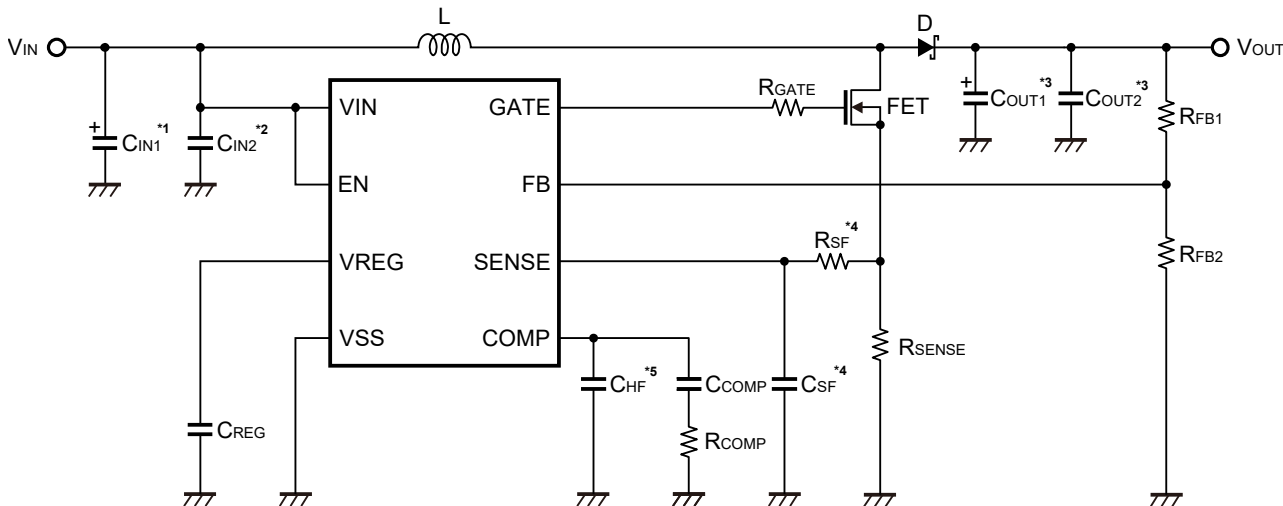 L
D
VIN
VOUT
RGATE
FET
COUT1*3
COUT2*3
RFB1
VIN
GATE
CIN1*1
CIN2*2
EN
FB
RSF*4
RFB2
VREG
SENSE
VSS
COMP
RSENSE
CHF*5
CCOMP
CSF*4
CREG
RCOMP